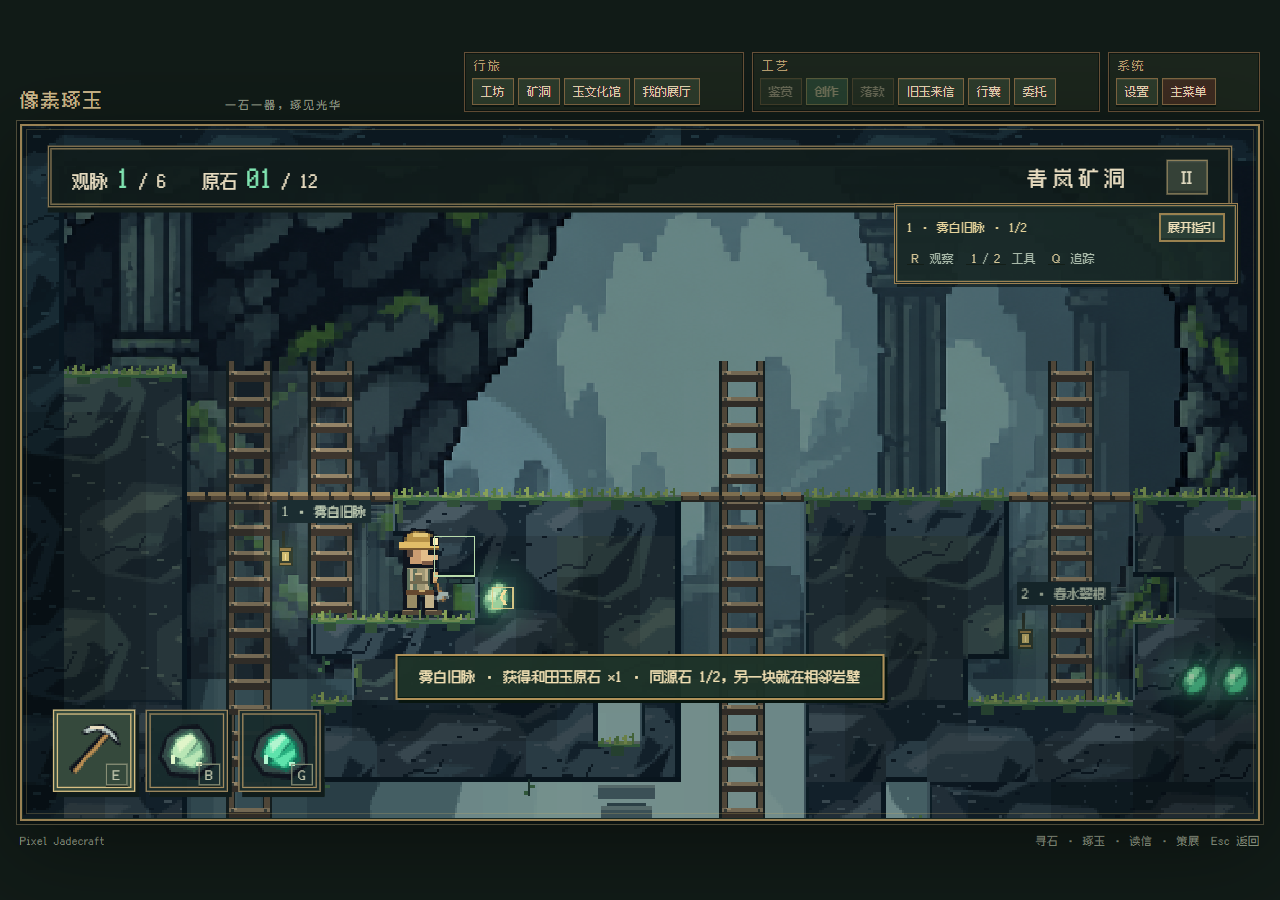 像素琢玉
一石一器，琢见光华
行旅
工坊 矿洞 玉文化馆 我的展厅
工艺
鉴赏 创作 落款 旧玉来信 行囊 委托
系统
设置 主菜单
观脉 1 / 6 原石 01 / 12
青岚矿洞 II
1 · 雾白旧脉 · 1/2 展开指引
R 观察 1 / 2 工具 Q 追踪
1 · 雾白旧脉
2 · 春水翠根
雾白旧脉 · 获得和田玉原石 ×1 · 同源石 1/2，另一块就在相邻岩壁
E B G
Pixel Jadecraft
寻石 · 琢玉 · 读信 · 策展 Esc 返回